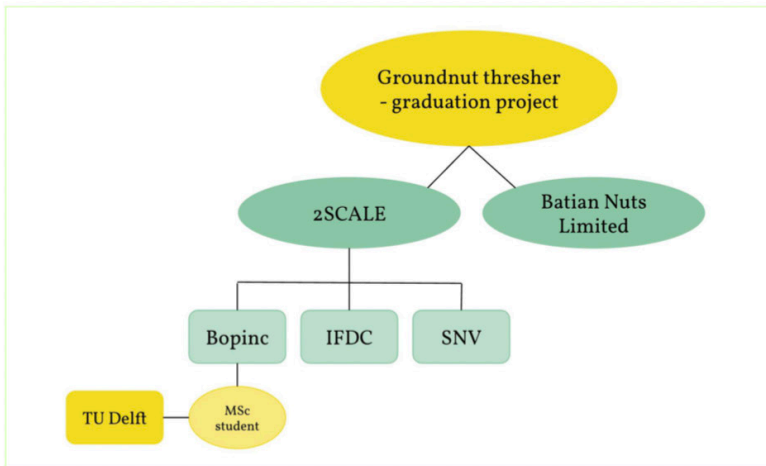 Groundnut thresher
- graduation project
2SCALE
Batian Nuts
Limited
Bopinc
IFDC
SNV
TU Delft
MSc
student